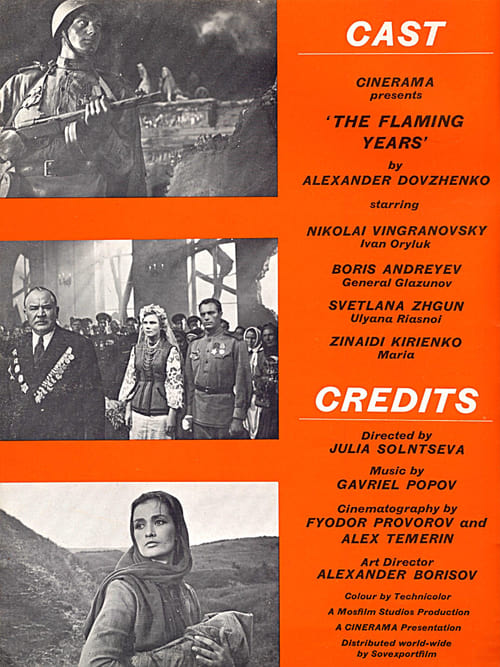 CAST
CINERAMA
presents
'THE FLAMING
YEARS'
by
ALEXANDER DOVZHENKO
starring
NIKOLAI VINGRANOVSKY
Ivan Oryluk
BORIS ANDREYEV
General Glazunov
SVETLANA ZHGUN
Ulyana Riasnoi
ZINAIDI KIRIENKO
Maria
CREDITS
Directed by
JULIA SOLNTSEVA
Music by
GAVRIEL POPOV
Cinematography by
FYODOR PROVOROV and
ALEX TEMERIN
Art Director
ALEXANDER BORISOV
Colour by Technicolor
A Mosfilm Studios Production
A CINERAMA Presentation
Distributed world-wide
by Sovexportfilm